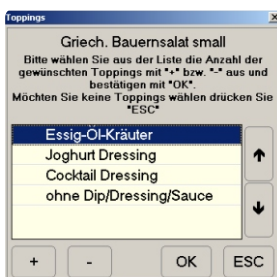 Toppings
Griech. Bauernsalat small
Bitte wählen Sie aus der Liste die Anzahl der
gewünschten Toppings mit "+" bzw. "-" aus und
bestätigen mit "OK".
Möchten Sie keine Toppings wählen drücken Sie
"ESC"
Essig-Öl-Kräuter
Joghurt Dressing
Cocktail Dressing
ohne Dip/Dressing/Sauce
+ - OK ESC